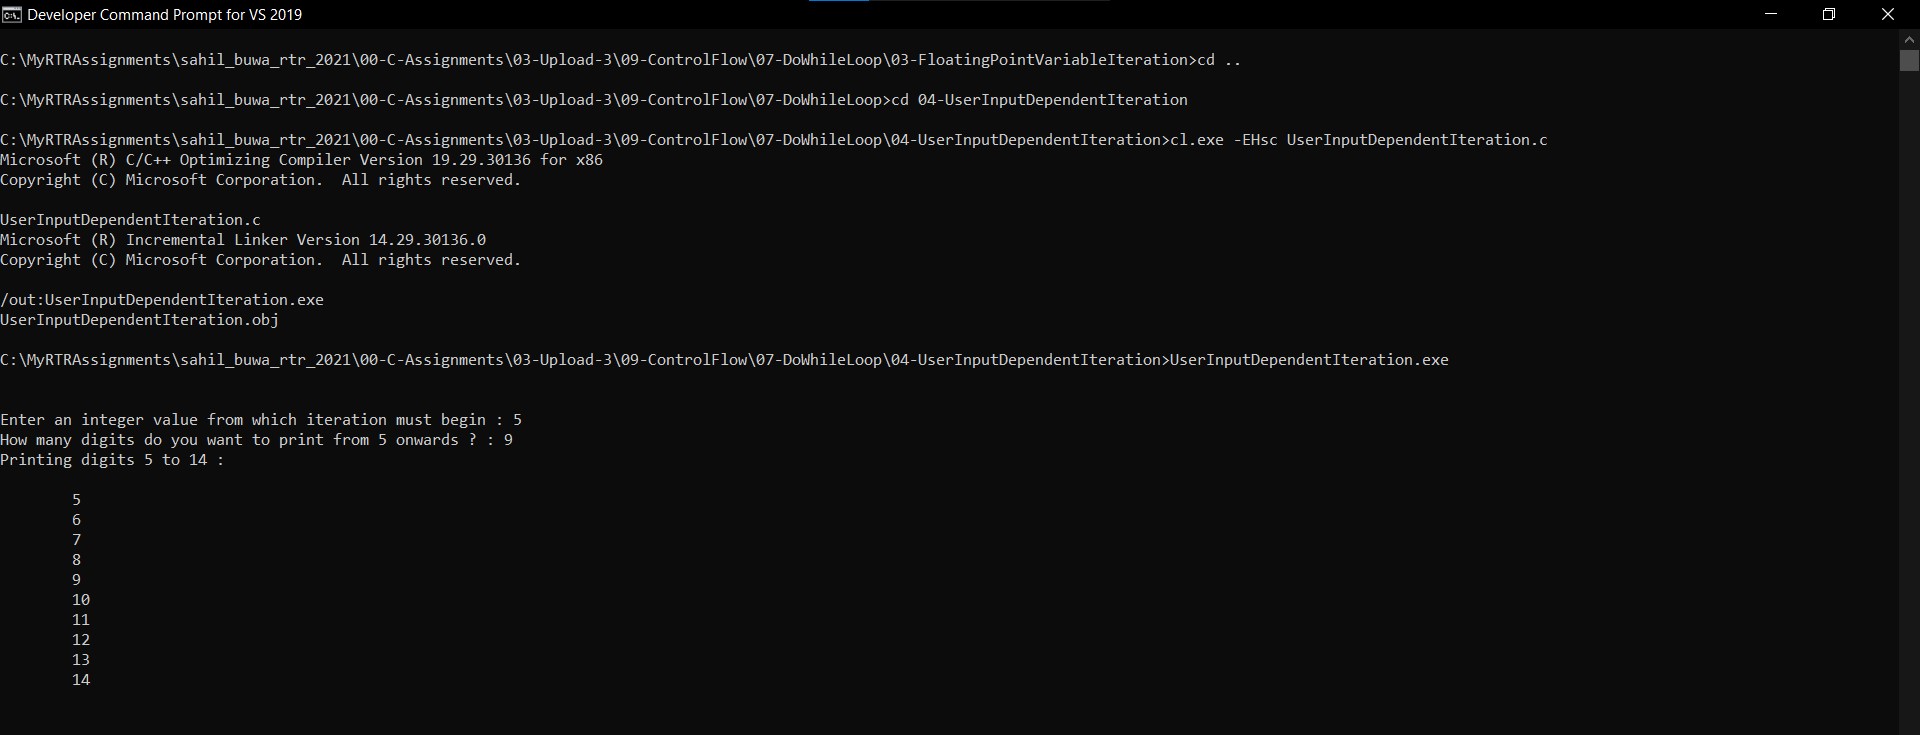 Developer Command Prompt for VS 2019
C:\MyRTRAssignments\sahil_buwa_rtr_2021\00-C-Assignments\03-Upload-3\09-ControlFlow\07-DoWhileLoop\03-FloatingPointVariableIteration>cd ..
C:\MyRTRAssignments\sahil_buwa_rtr_2021\00-C-Assignments\03-Upload-3\09-ControlFlow\07-DoWhileLoop>cd 04-UserInputDependentIteration
C:\MyRTRAssignments\sahil_buwa_rtr_2021\00-C-Assignments\03-Upload-3\09-ControlFlow\07-DoWhileLoop\04-UserInputDependentIteration>cl.exe -EHsc UserInputDependentIteration.c
Microsoft (R) C/C++ Optimizing Compiler Version 19.29.30136 for x86
Copyright (C) Microsoft Corporation.  All rights reserved.
UserInputDependentIteration.c
Microsoft (R) Incremental Linker Version 14.29.30136.0
Copyright (C) Microsoft Corporation.  All rights reserved.
/out:UserInputDependentIteration.exe
UserInputDependentIteration.obj
C:\MyRTRAssignments\sahil_buwa_rtr_2021\00-C-Assignments\03-Upload-3\09-ControlFlow\07-DoWhileLoop\04-UserInputDependentIteration>UserInputDependentIteration.exe
Enter an integer value from which iteration must begin : 5
How many digits do you want to print from 5 onwards ? : 9
Printing digits 5 to 14 :
5
6
7
8
9
10
11
12
13
14